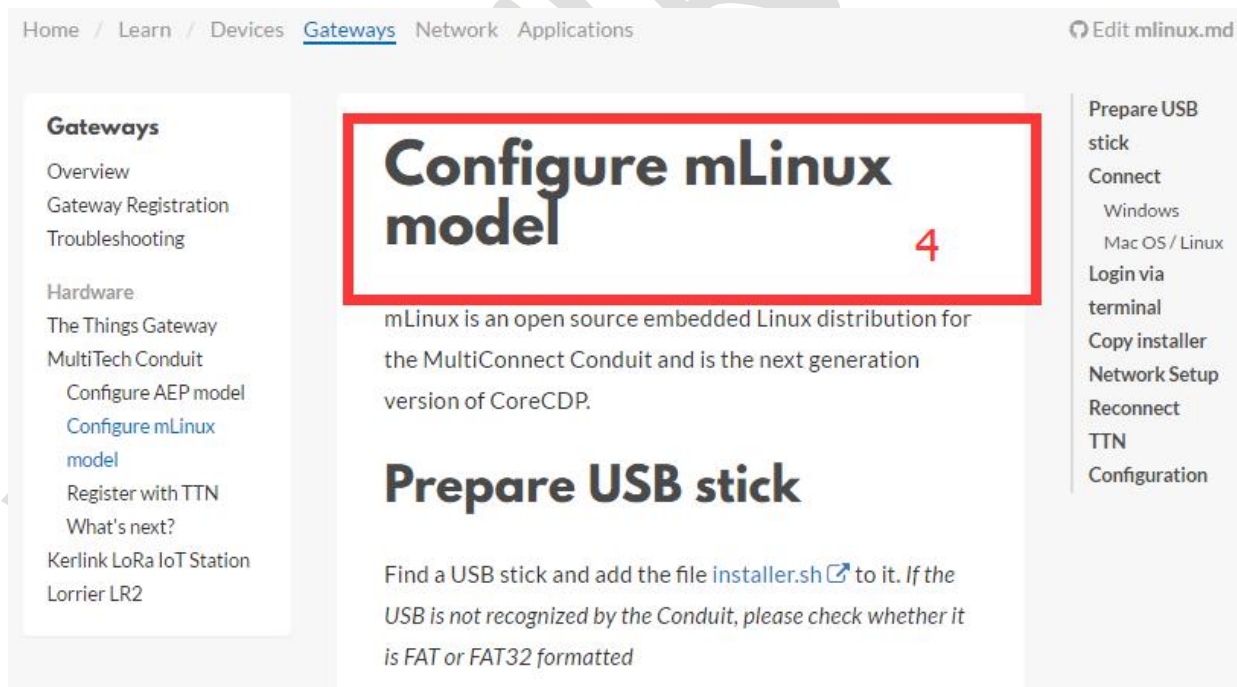 Home / Learn / Devices Gateways Network Applications
Edit mlinux.md
Gateways
Overview
Gateway Registration
Troubleshooting
Hardware
The Things Gateway
MultiTech Conduit
Configure AEP model
Configure mLinux
model
Register with TTN
What's next?
Kerlink LoRa IoT Station
Lorrier LR2
Configure mLinux
model
4
mLinux is an open source embedded Linux distribution for
the MultiConnect Conduit and is the next generation
version of CoreCDP.
Prepare USB stick
Find a USB stick and add the file installer.sh to it. If the
USB is not recognized by the Conduit, please check whether it
is FAT or FAT32 formatted
Prepare USB
stick
Connect
Windows
Mac OS / Linux
Login via
terminal
Copy installer
Network Setup
Reconnect
TTN
Configuration